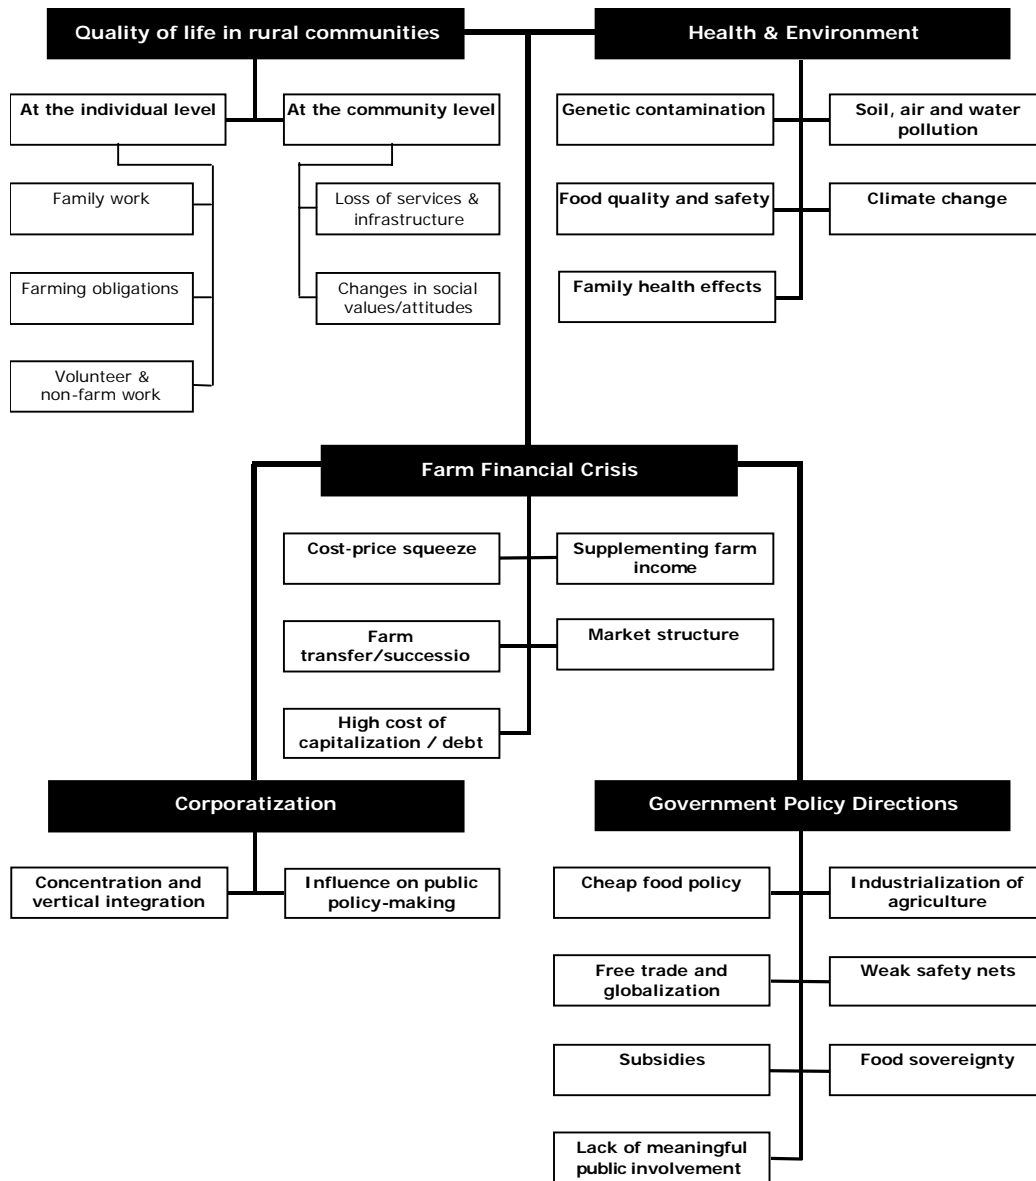 Quality of life in rural communities
Health & Environment
At the individual level
At the community level
Genetic contamination
Soil, air and water
pollution
Family work
Loss of services &
infrastructure
Food quality and safety
Climate change
Farming obligations
Changes in social
values/attitudes
Family health effects
Volunteer &
non-farm work
Farm Financial Crisis
Cost-price squeeze
Supplementing farm
income
Farm
transfer/successio
Market structure
High cost of
capitalization / debt
Corporatization
Government Policy Directions
Concentration and
vertical integration
Influence on public
policy-making
Cheap food policy
Industrialization of
agriculture
Free trade and
globalization
Weak safety nets
Subsidies
Food sovereignty
Lack of meaningful
public involvement